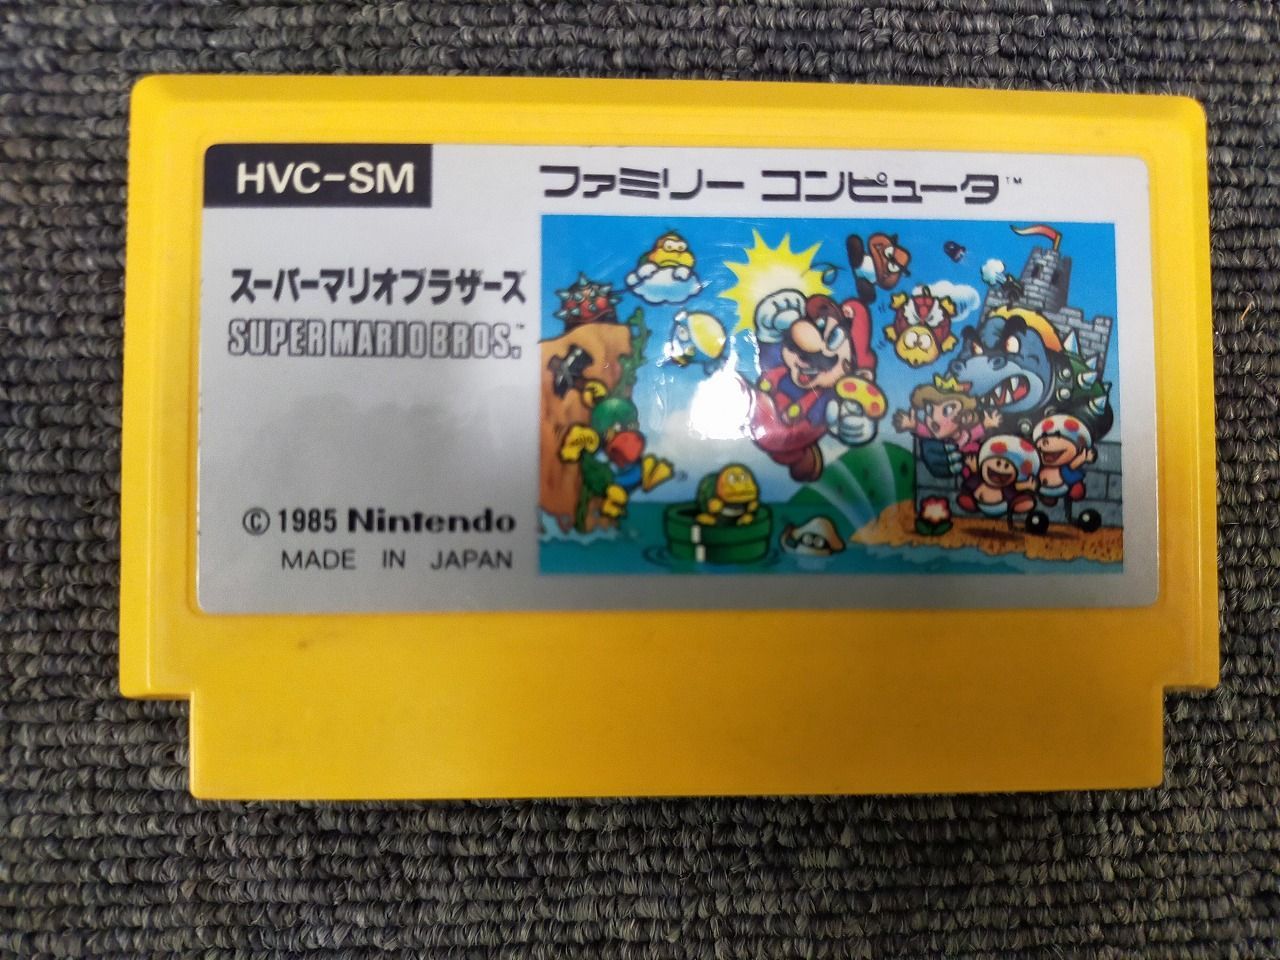 HVC-SM
ファミリー コンピュータ™
スーパーマリオブラザーズ
SUPER MARIO BROS.™
© 1985 Nintendo
MADE IN JAPAN